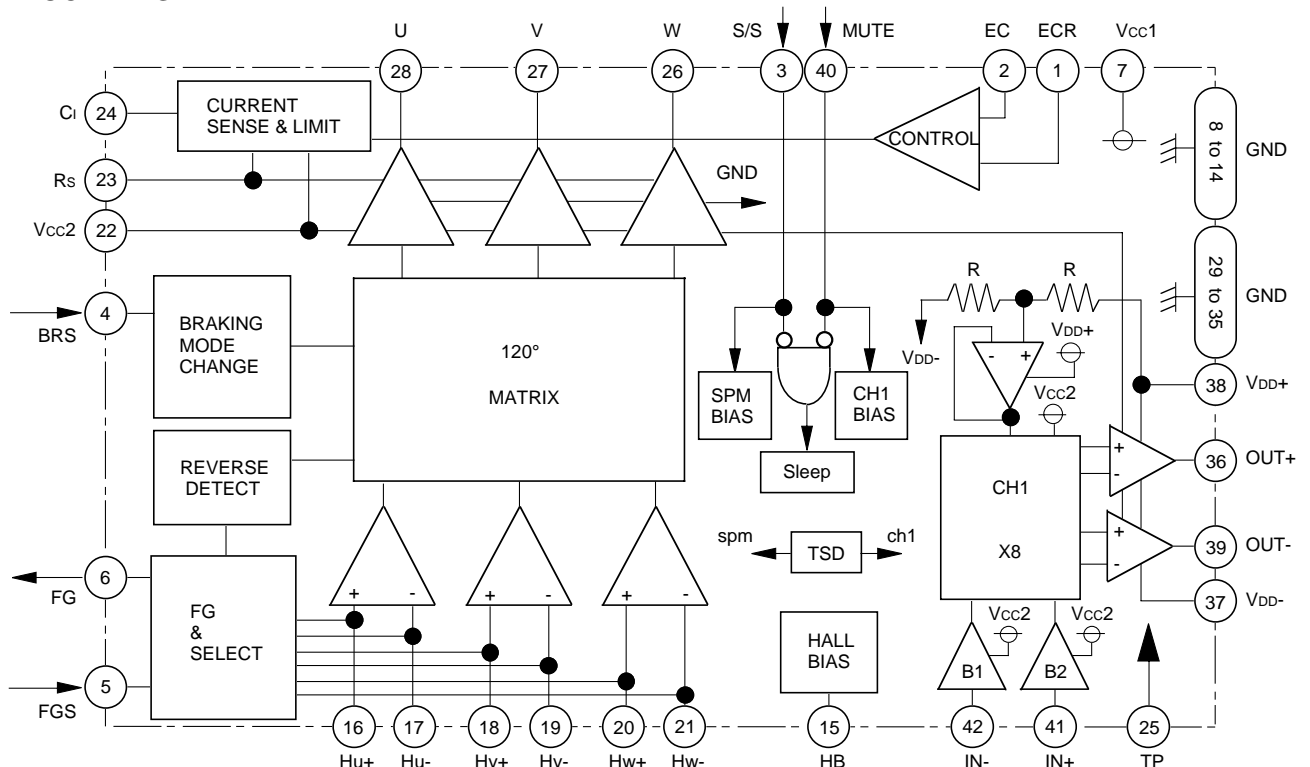 U
V
W
S/S
MUTE
EC
ECR
Vcc1
28
27
26
3
40
2
1
7
CI
24
CURRENT
SENSE & LIMIT
CONTROL
8 to 14
GND
Rs
23
GND
Vcc2
22
29 to 35
GND
R
R
4
BRS
BRAKING
MODE
CHANGE
120°
MATRIX
VDD-
-
+
VDD+
38
VDD+
SPM
BIAS
CH1
BIAS
Vcc2
REVERSE
DETECT
Sleep
CH1
X8
+
-
36
OUT+
spm
TSD
ch1
+
-
39
OUT-
6
FG
FG
&
SELECT
+
-
+
-
+
-
37
VDD-
HALL
BIAS
Vcc2
Vcc2
B1
B2
5
FGS
16
17
18
19
20
21
15
42
41
25
Hu+
Hu-
Hv+
Hv-
Hw+
Hw-
HB
IN-
IN+
TP